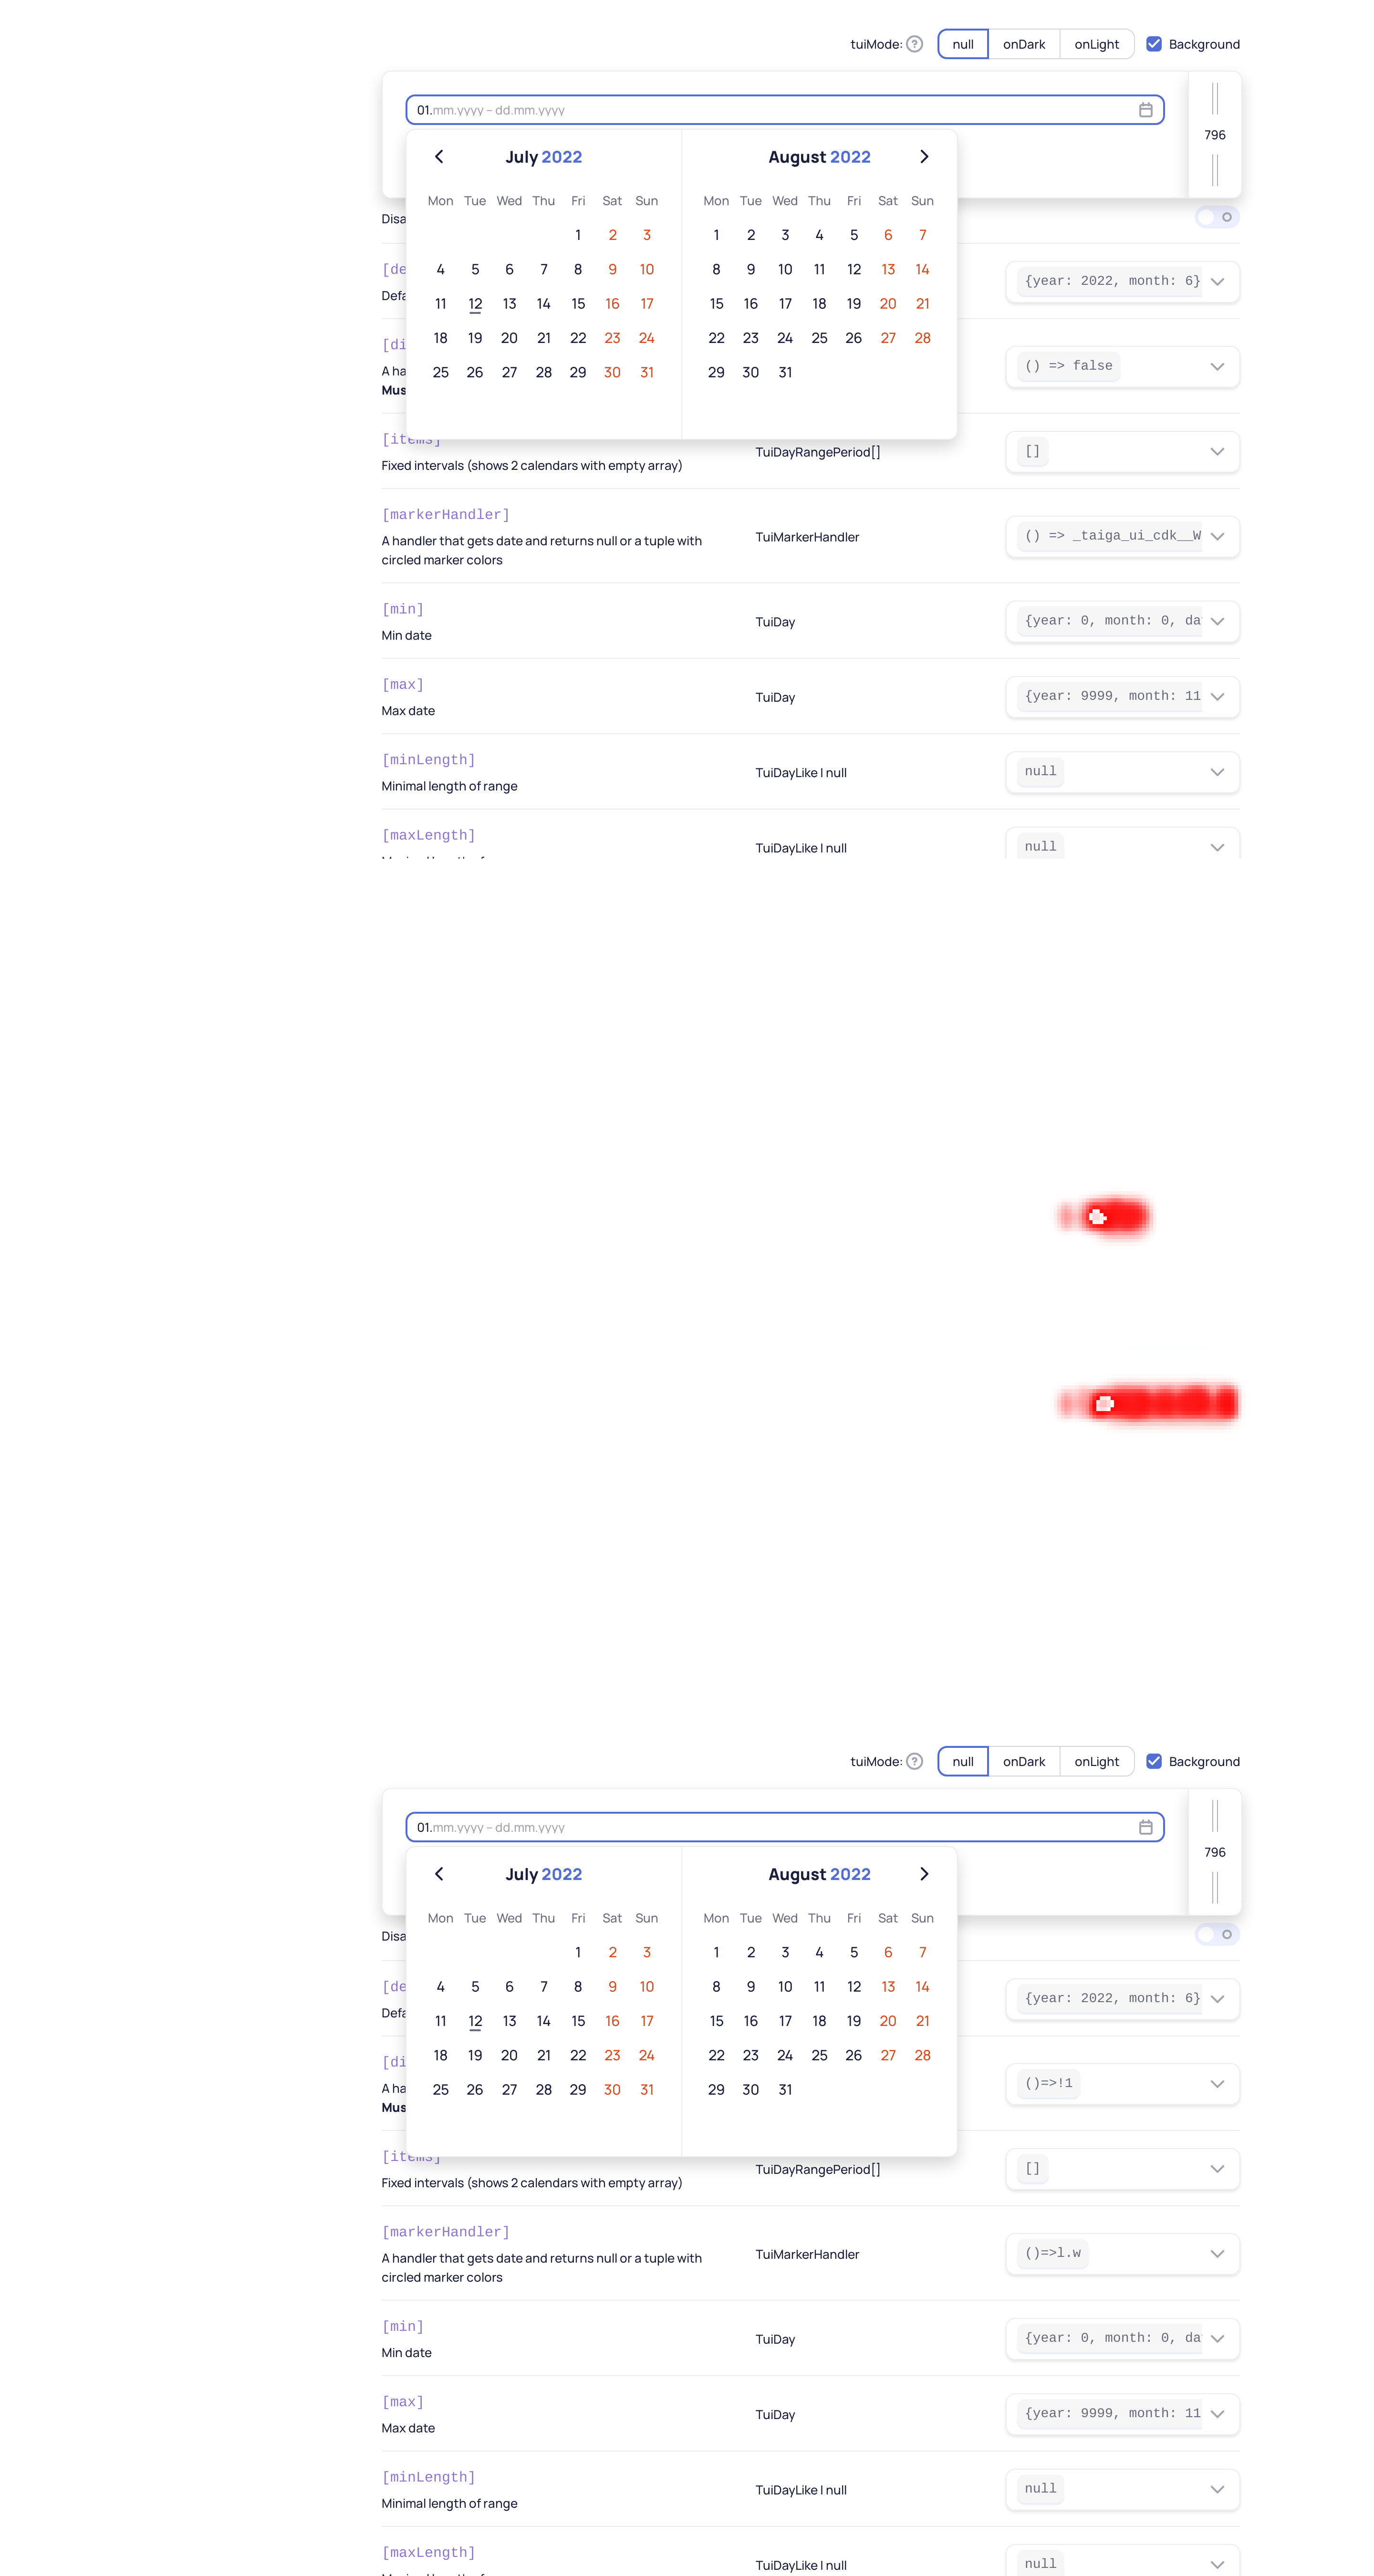 tuiMode: ? null onDark onLight Background
01.mm.yyyy – dd.mm.yyyy
796
July 2022 August 2022
Mon Tue Wed Thu Fri Sat Sun Mon Tue Wed Thu Fri Sat Sun
Disa
1 2 3 1 2 3 4 5 6 7
4 5 6 7 8 9 10 8 9 10 11 12 13 14
[de
{year: 2022, month: 6}
Defa
11 12 13 14 15 16 17 15 16 17 18 19 20 21
18 19 20 21 22 23 24 22 23 24 25 26 27 28
[di
() => false
A ha
25 26 27 28 29 30 31 29 30 31
Mus
[items]
TuiDayRangePeriod[] []
Fixed intervals (shows 2 calendars with empty array)
[markerHandler]
A handler that gets date and returns null or a tuple with
circled marker colors
TuiMarkerHandler () => _taiga_ui_cdk__W
[min]
TuiDay {year: 0, month: 0, da
Min date
[max]
TuiDay {year: 9999, month: 11
Max date
[minLength]
TuiDayLike | null null
Minimal length of range
[maxLength]
TuiDayLike | null null
tuiMode: ? null onDark onLight Background
01.mm.yyyy – dd.mm.yyyy
796
July 2022 August 2022
Mon Tue Wed Thu Fri Sat Sun Mon Tue Wed Thu Fri Sat Sun
Disa
1 2 3 1 2 3 4 5 6 7
4 5 6 7 8 9 10 8 9 10 11 12 13 14
[de
{year: 2022, month: 6}
Defa
11 12 13 14 15 16 17 15 16 17 18 19 20 21
18 19 20 21 22 23 24 22 23 24 25 26 27 28
[di
()=>!1
A ha
25 26 27 28 29 30 31 29 30 31
Mus
[items]
TuiDayRangePeriod[] []
Fixed intervals (shows 2 calendars with empty array)
[markerHandler]
A handler that gets date and returns null or a tuple with
circled marker colors
TuiMarkerHandler ()=>l.w
[min]
TuiDay {year: 0, month: 0, da
Min date
[max]
TuiDay {year: 9999, month: 11
Max date
[minLength]
TuiDayLike | null null
Minimal length of range
[maxLength]
TuiDayLike | null null